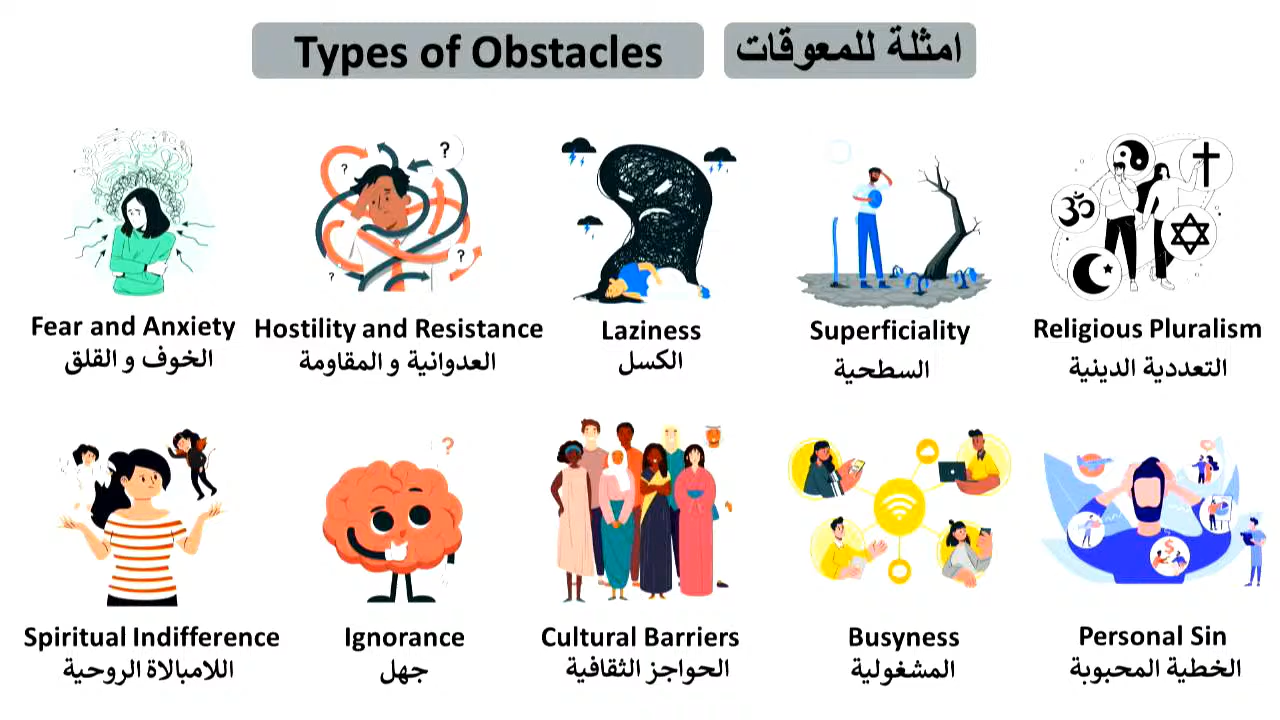 Types of Obstacles
امثلة للمعوقات
?
?
?
?
Fear and Anxiety
الخوف و القلق
Hostility and Resistance
العدوانية و المقاومة
Laziness
الكسل
Superficiality
السطحية
Religious Pluralism
التعددية الدينية
?
$
Spiritual Indifference
اللامبالاة الروحية
Ignorance
جهل
Cultural Barriers
الحواجز الثقافية
Busyness
المشغولية
Personal Sin
الخطية المحبوبة